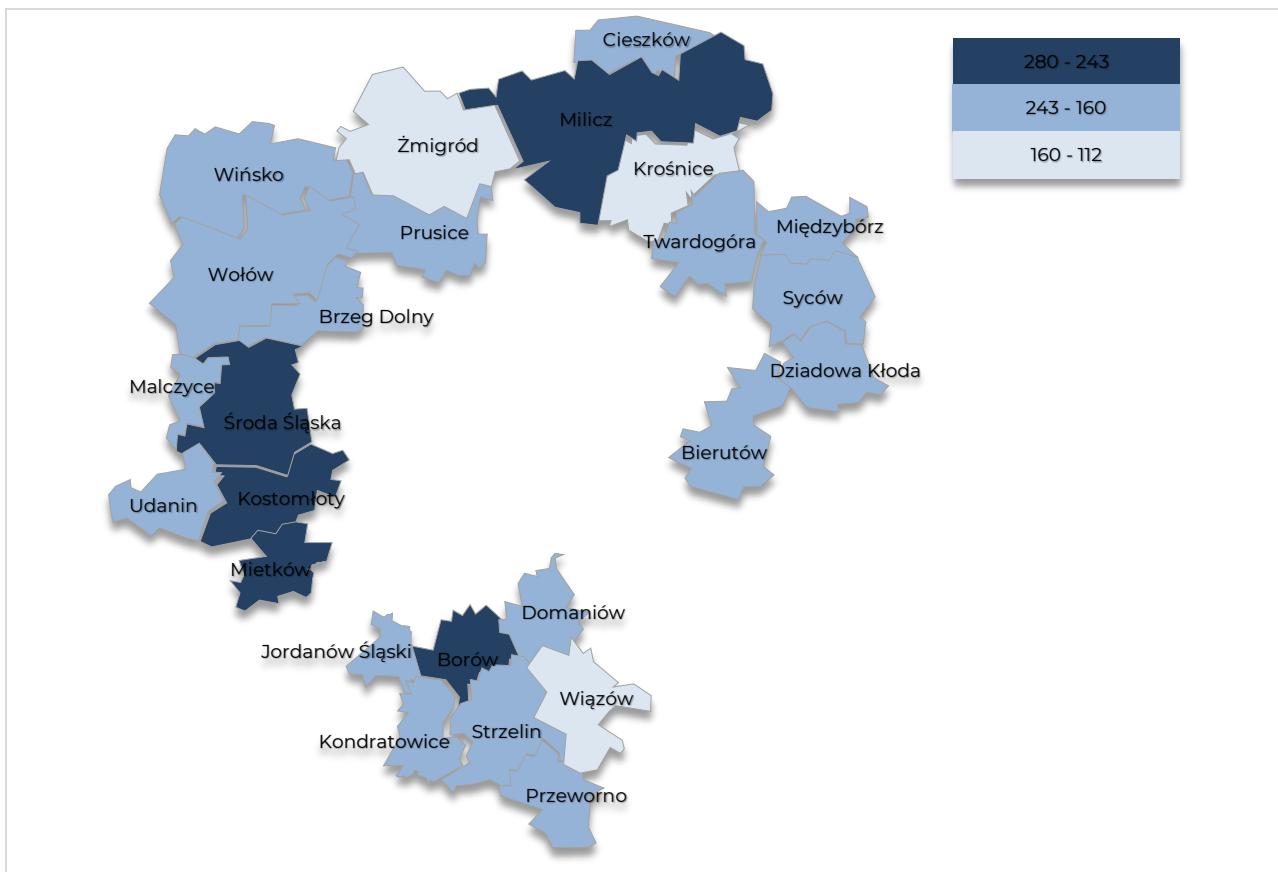 Cieszków
280 - 243
243 - 160
160 - 112
Milicz
Żmigród
Krośnice
Wińsko
Międzybórz
Prusice
Twardogóra
Wołów
Syców
Brzeg Dolny
Dziadowa Kłoda
Malczyce
Środa Śląska
Bierutów
Kostomłoty
Udanin
Mietków
Domaniów
Jordanów Śląski
Borów
Wiązów
Strzelin
Kondratowice
Przeworno